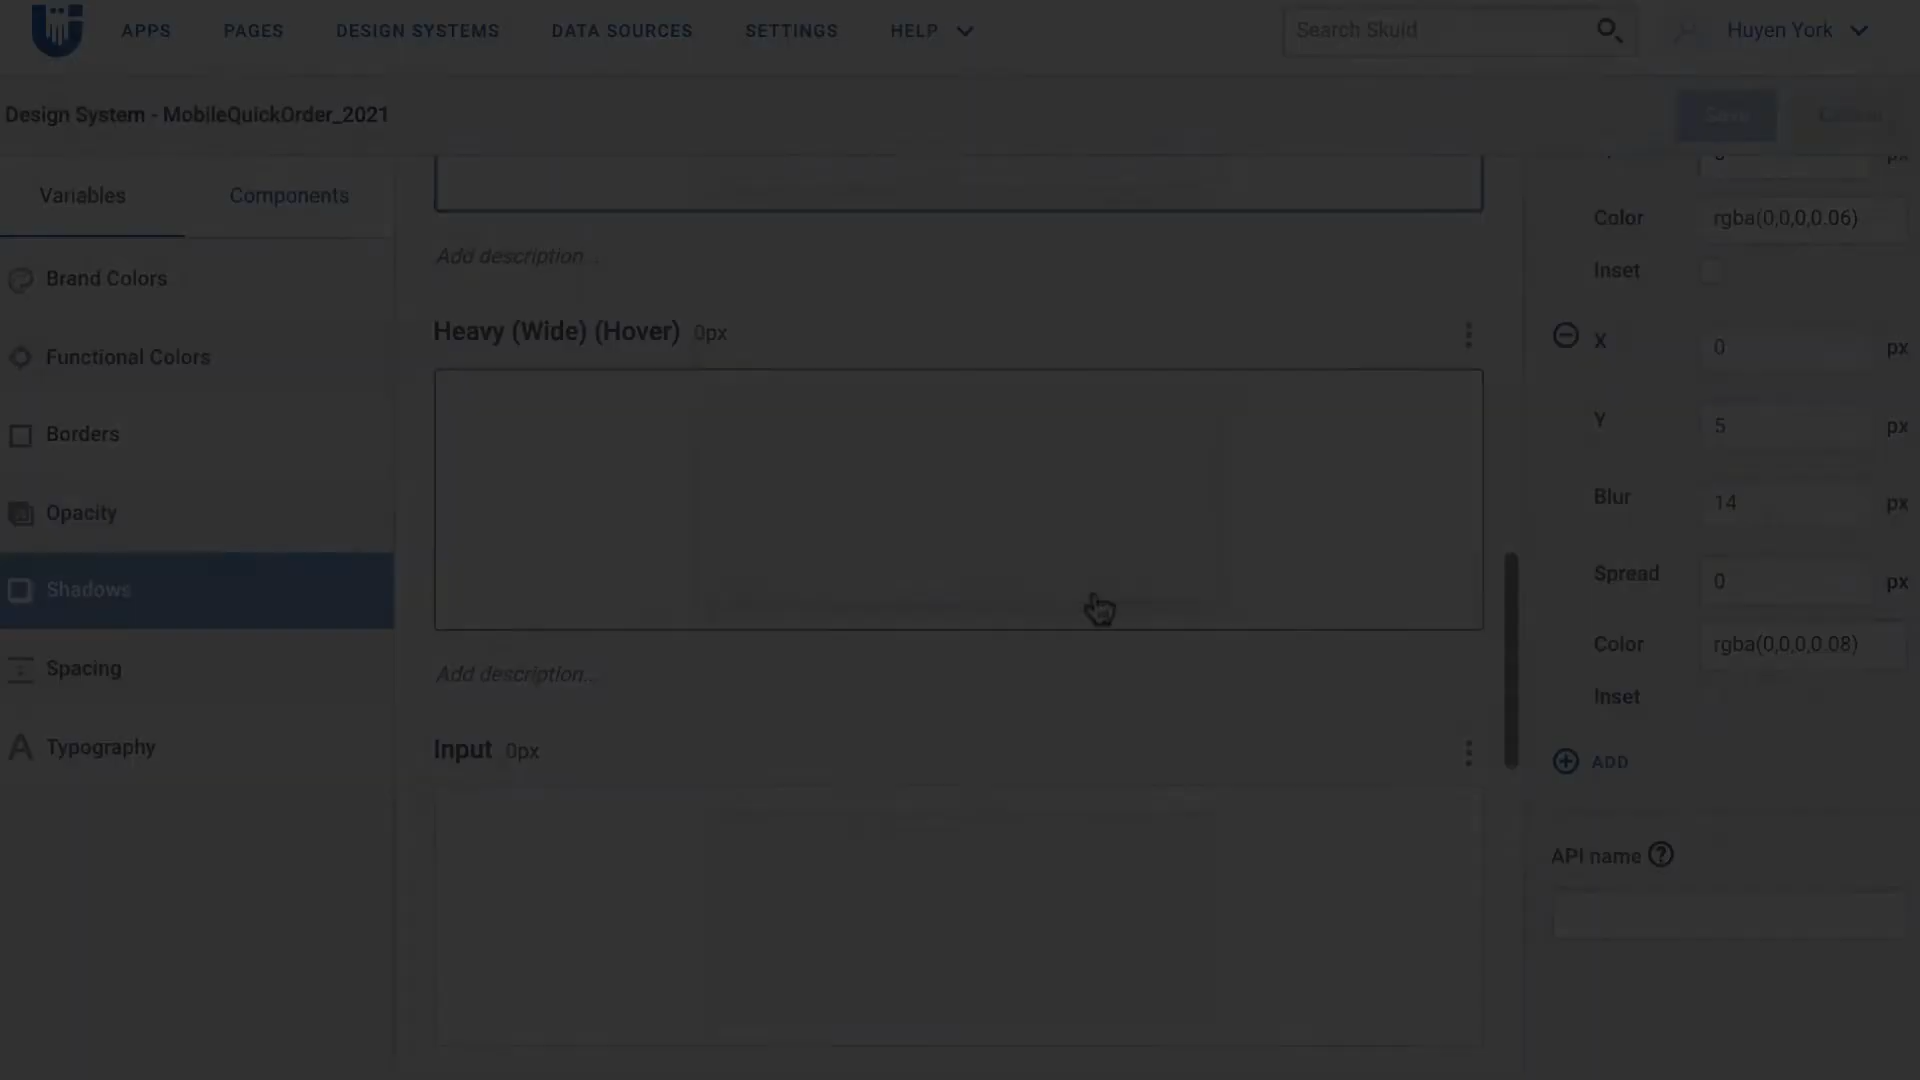 APPS PAGES DESIGN SYSTEMS DATA SOURCES SETTINGS HELP Search Skuid Huyen York
Design System - MobileQuickOrder_2021 Save
Variables Components
Brand Colors
Functional Colors
Borders
Opacity
Shadows
Spacing
Typography
Add description...
Heavy (Wide) (Hover) 0px
Add description...
Input 0px
px
Color rgba(0,0,0,0.06)
Inset
X 0 px
Y 5 px
Blur 14 px
Spread 0 px
Color rgba(0,0,0,0.08)
Inset
ADD
API name